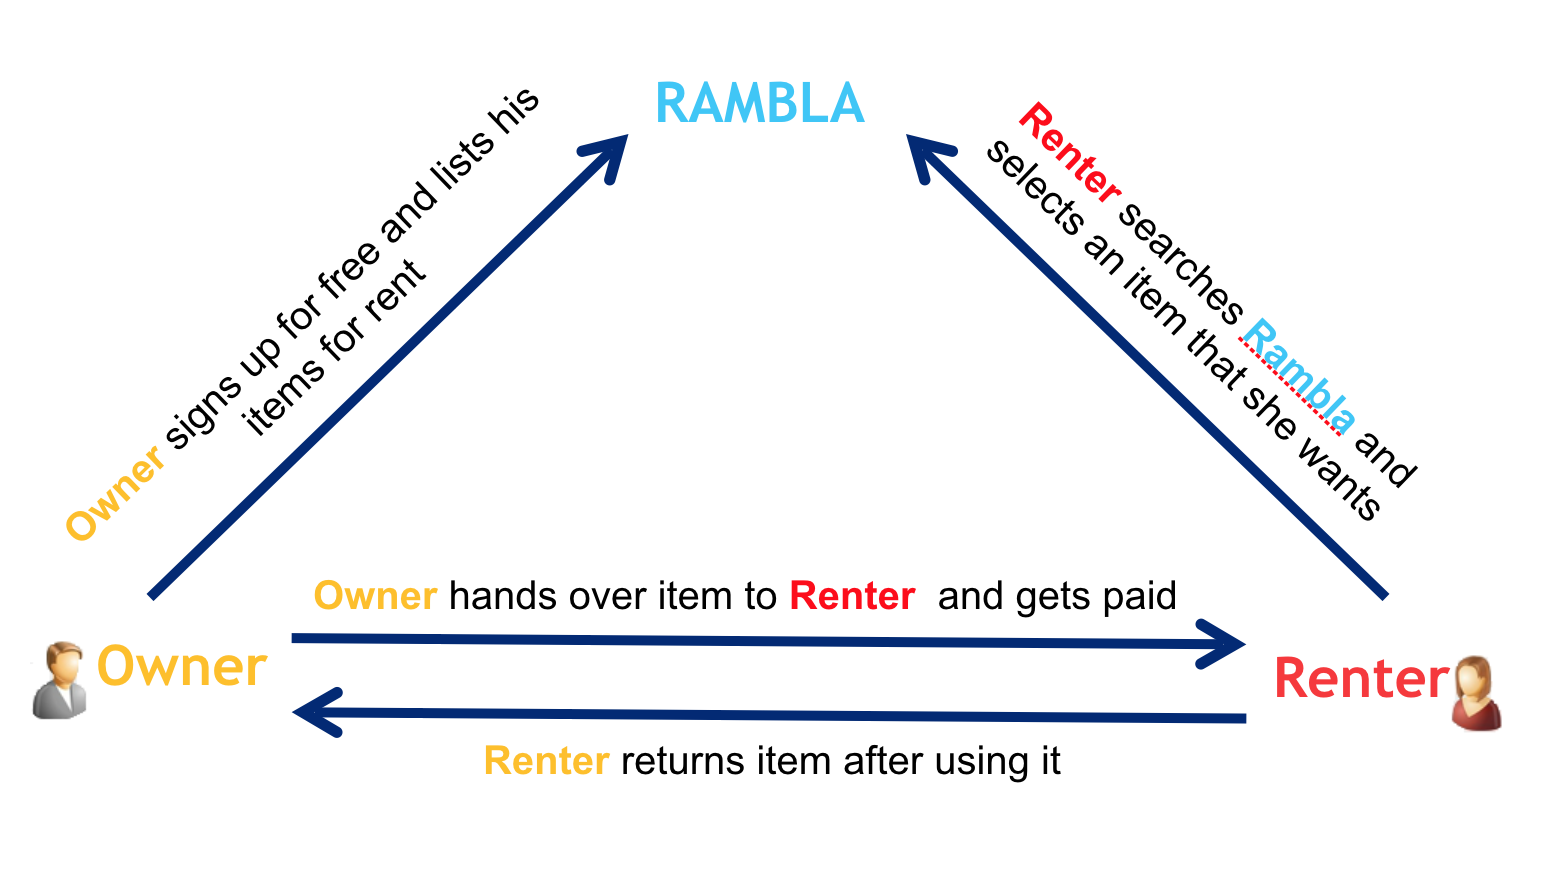 RAMBLA
Owner signs up for free and lists his
items for rent
Renter searches Rambla and
selects an item that she wants
Owner hands over item to Renter  and gets paid
Owner
Renter
Renter returns item after using it